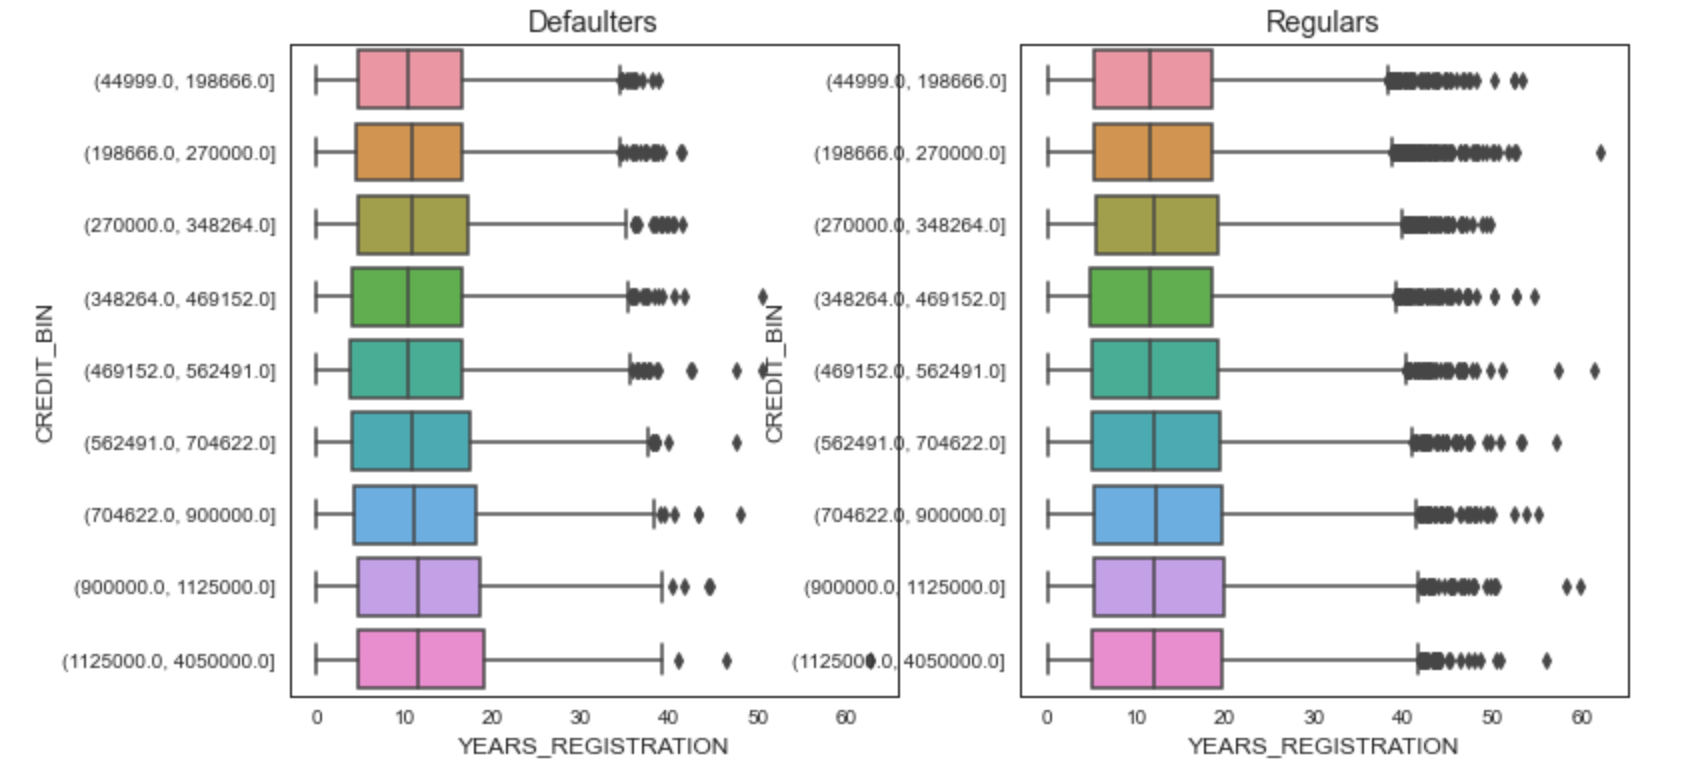 Defaulters
(44999.0, 198666.0]
(198666.0, 270000.0]
(270000.0, 348264.0]
(348264.0, 469152.0]
(469152.0, 562491.0]
(562491.0, 704622.0]
(704622.0, 900000.0]
(900000.0, 1125000.0]
(1125000.0, 4050000.0]
CREDIT_BIN
0 10 20 30 40 50 60
YEARS_REGISTRATION
Regulars
(44999.0, 198666.0]
(198666.0, 270000.0]
(270000.0, 348264.0]
(348264.0, 469152.0]
(469152.0, 562491.0]
(562491.0, 704622.0]
(704622.0, 900000.0]
(900000.0, 1125000.0]
(1125000.0, 4050000.0]
CREDIT_BIN
0 10 20 30 40 50 60
YEARS_REGISTRATION